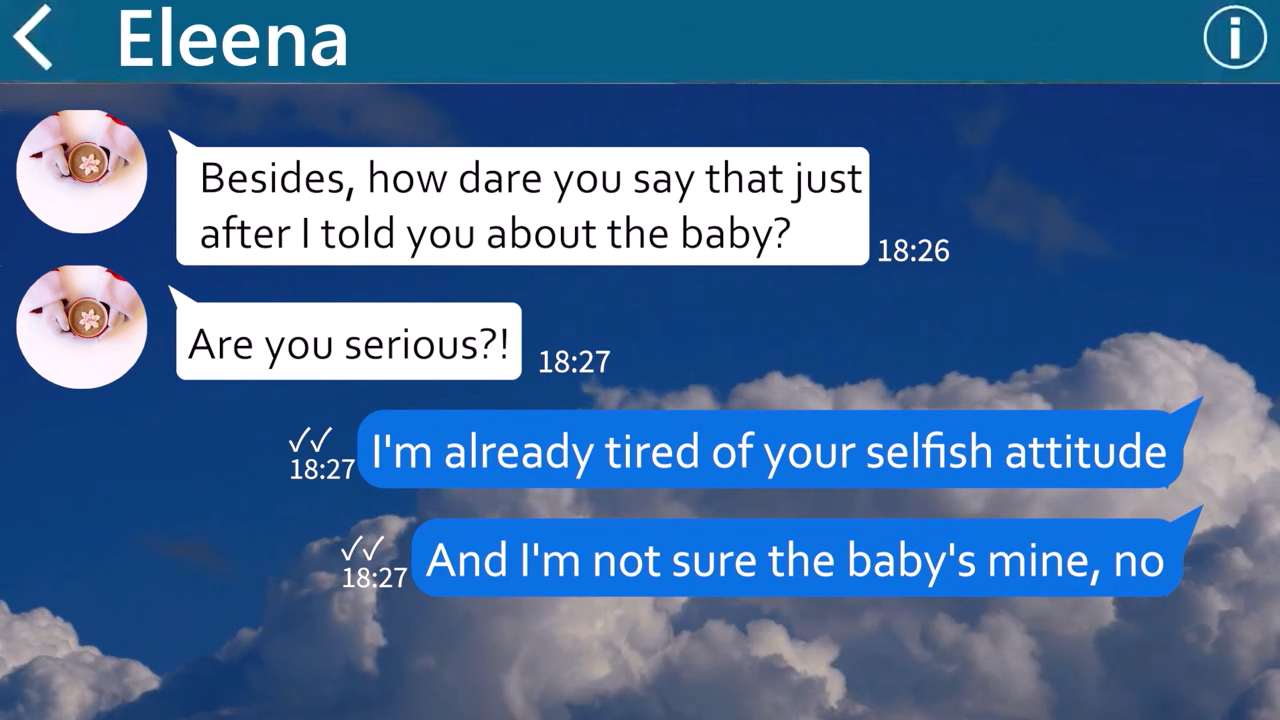 Eleena
Besides, how dare you say that just
after I told you about the baby?
18:26
Are you serious?!
18:27
I'm already tired of your selfish attitude
18:27
And I'm not sure the baby's mine, no
18:27